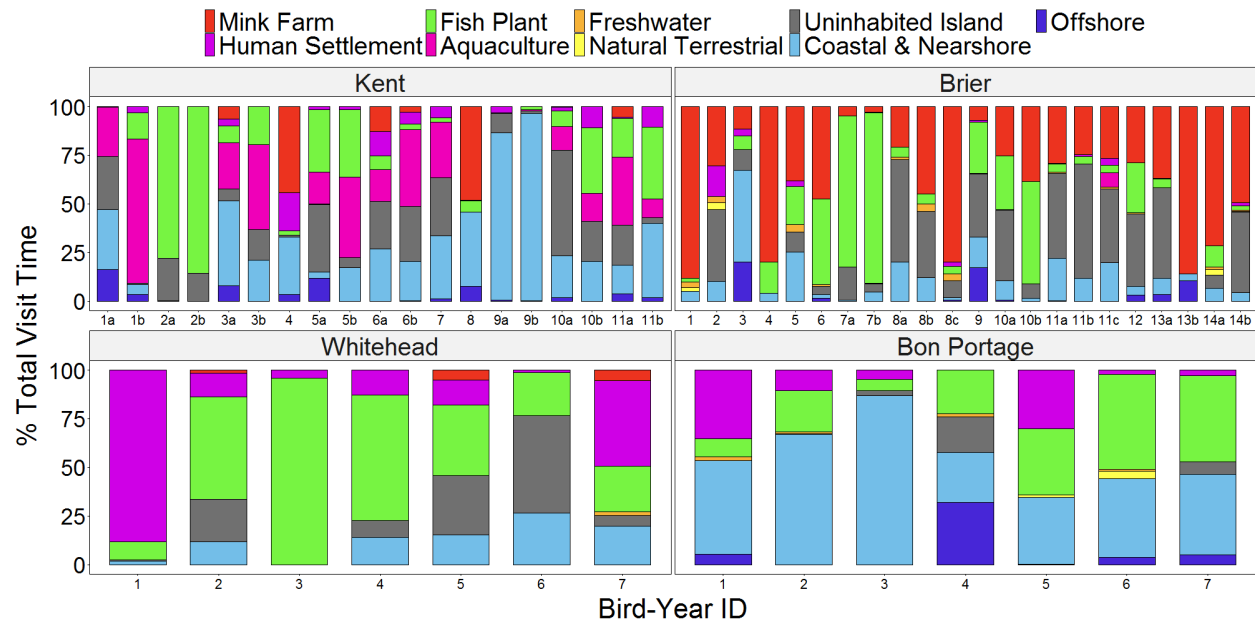 Mink Farm Fish Plant Freshwater Uninhabited Island Offshore
Human Settlement Aquaculture Natural Terrestrial Coastal & Nearshore
Kent Brier
100
75
50
25
0
1a 1b 2a 2b 3a 3b 4 5a 5b 6a 6b 7 8 9a 9b 10a 10b 11a 11b
1 2 3 4 5 6 7a 7b 8a 8b 8c 9 10a 10b 11a 11b 11c 12 13a 13b 14a 14b
Whitehead Bon Portage
100
75
50
25
0
1 2 3 4 5 6 7
1 2 3 4 5 6 7
% Total Visit Time
Bird-Year ID